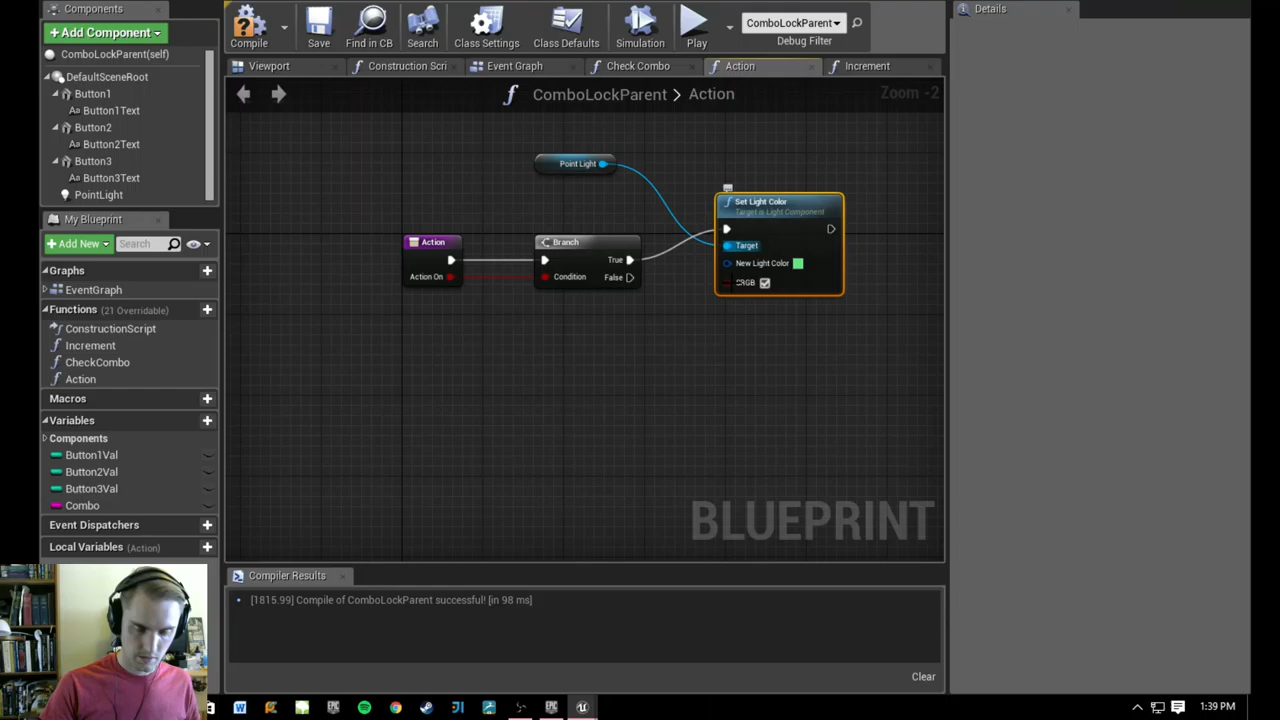 Components
Details
+ Add Component
ComboLockParent(self)
DefaultSceneRoot
Button1
Button1Text
Button2
Button2Text
Button3
Button3Text
PointLight
Compile
Save
Find in CB
Search
Class Settings
Class Defaults
Simulation
Play
ComboLockParent
Debug Filter
Viewport
Construction Scri
Event Graph
Check Combo
Action
Increment
ComboLockParent > Action
Zoom -2
My Blueprint
+ Add New
Search
Graphs
EventGraph
Functions (21 Overridable)
ConstructionScript
Increment
CheckCombo
Action
Macros
Variables
Components
Button1Val
Button2Val
Button3Val
Combo
Event Dispatchers
Local Variables (Action)
Point Light
Action
Action On
Branch
True
Condition
False
Set Light Color
Target is Light Component
Target
New Light Color
SRGB
BLUEPRINT
Compiler Results
[1815.99] Compile of ComboLockParent successful! [in 98 ms]
Clear
1:39 PM